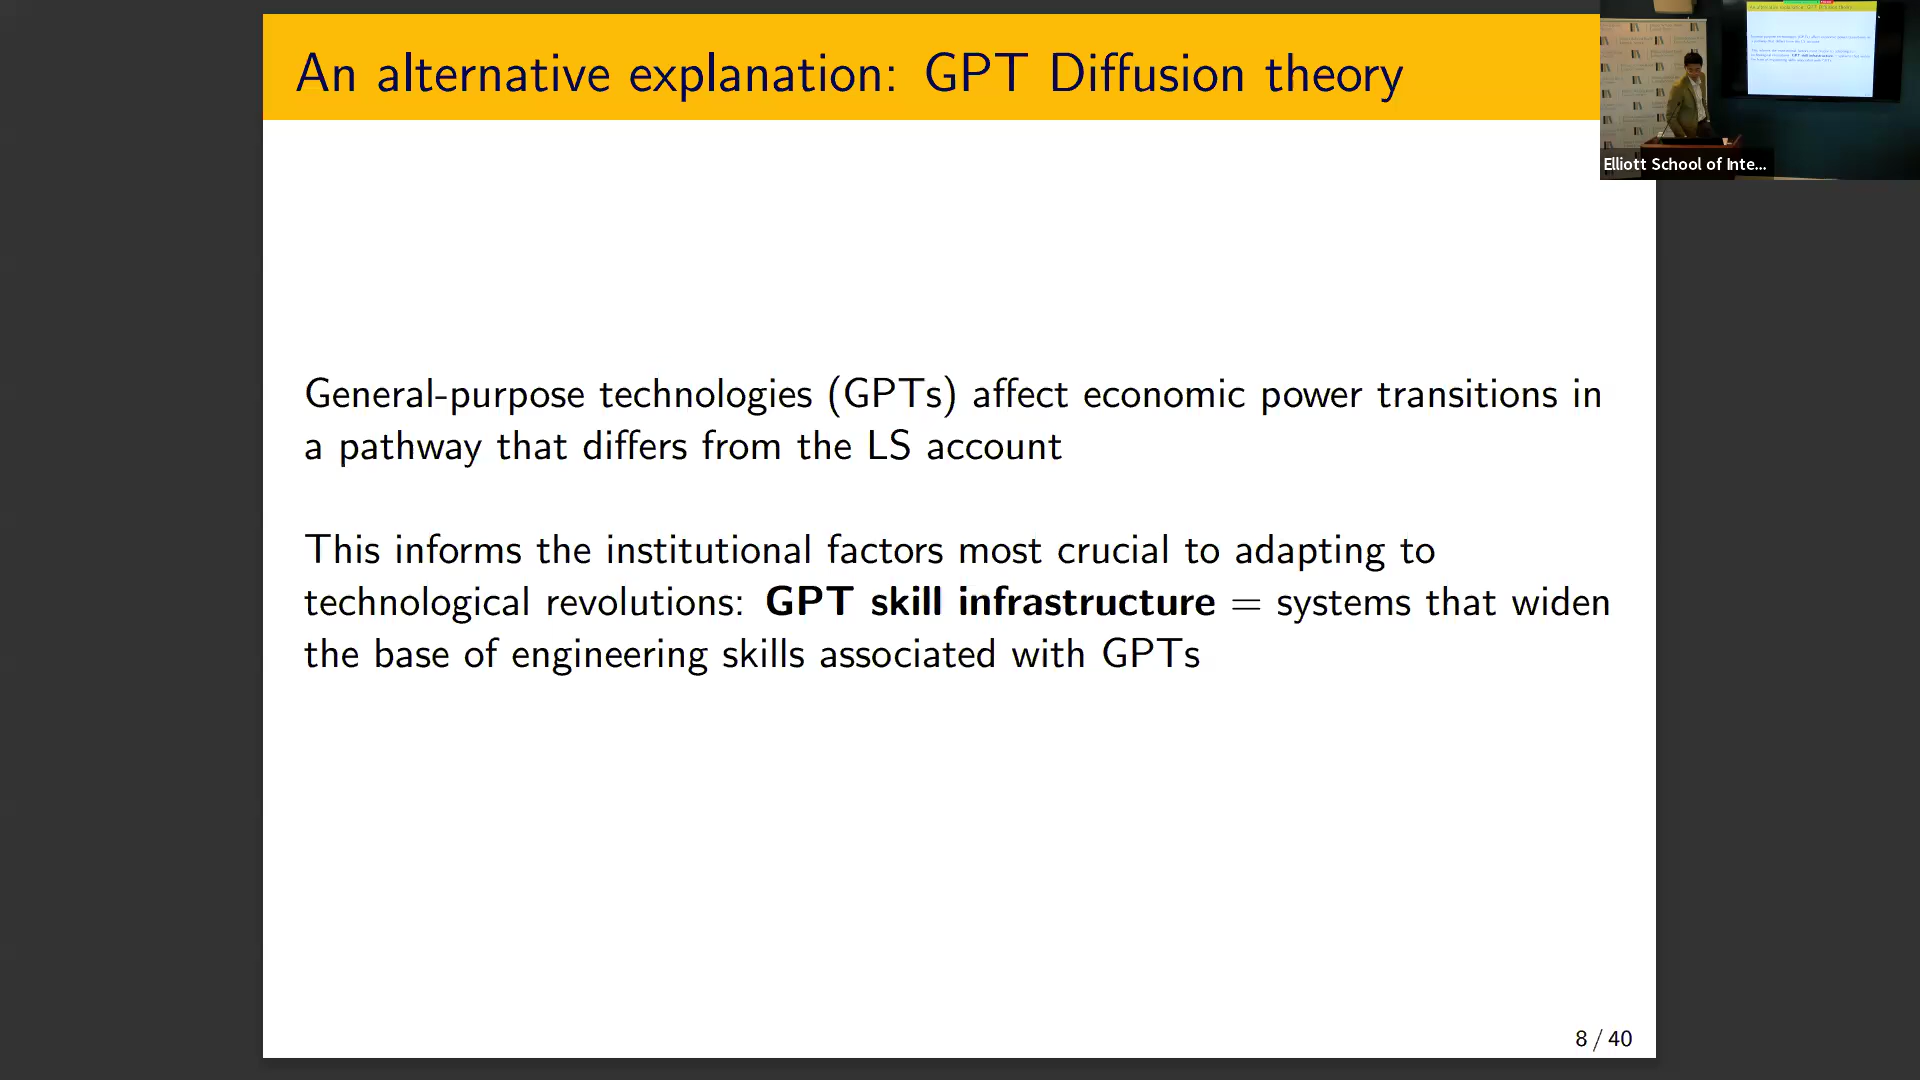 An alternative explanation: GPT Diffusion theory
Elliott School of Inte...
General-purpose technologies (GPTs) affect economic power transitions in
a pathway that differs from the LS account
This informs the institutional factors most crucial to adapting to
technological revolutions: GPT skill infrastructure = systems that widen
the base of engineering skills associated with GPTs
8 / 40